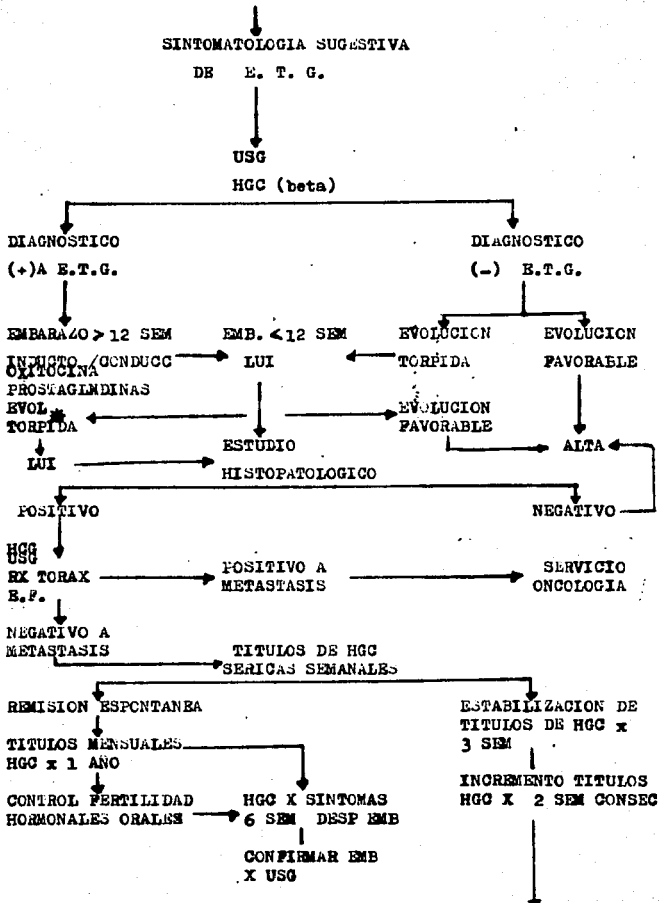 SINTOMATOLOGIA SUGESTIVA
DE E. T. G.
USG
HGC (beta)
DIAGNOSTICO
(+)A E.T.G.
DIAGNOSTICO
(-) E.T.G.
EMBARAZO > 12 SEM
INDUCTO /CONDUCC
OXITOCINA
PROSTAGLNDINAS
EVOL*
TORPIDA
LUI
EMB. < 12 SEM
LUI
EVOLUCION
TORPIDA
EVOLUCION
FAVORABLE
EVOLUCION
FAVORABLE
ALTA
ESTUDIO
HISTOPATOLOGICO
POSITIVO
NEGATIVO
HCG
USG
RX TORAX
E.F.
POSITIVO A
METASTASIS
SERVICIO
ONCOLOGIA
NEGATIVO A
METASTASIS
TITULOS DE HGC
SERICAS SEMANALES
REMISION ESPONTANEA
ESTABILIZACION DE
TITULOS DE HGC x
3 SEM
TITULOS MENSUALES
HGC x 1 AÑO
INCREMENTO TITULOS
HGC X 2 SEM CONSEC
CONTROL FERTILIDAD
HORMONALES ORALES
HGC X SINTOMAS
6 SEM DESP EMB
CONFIRMAR EMB
X USG